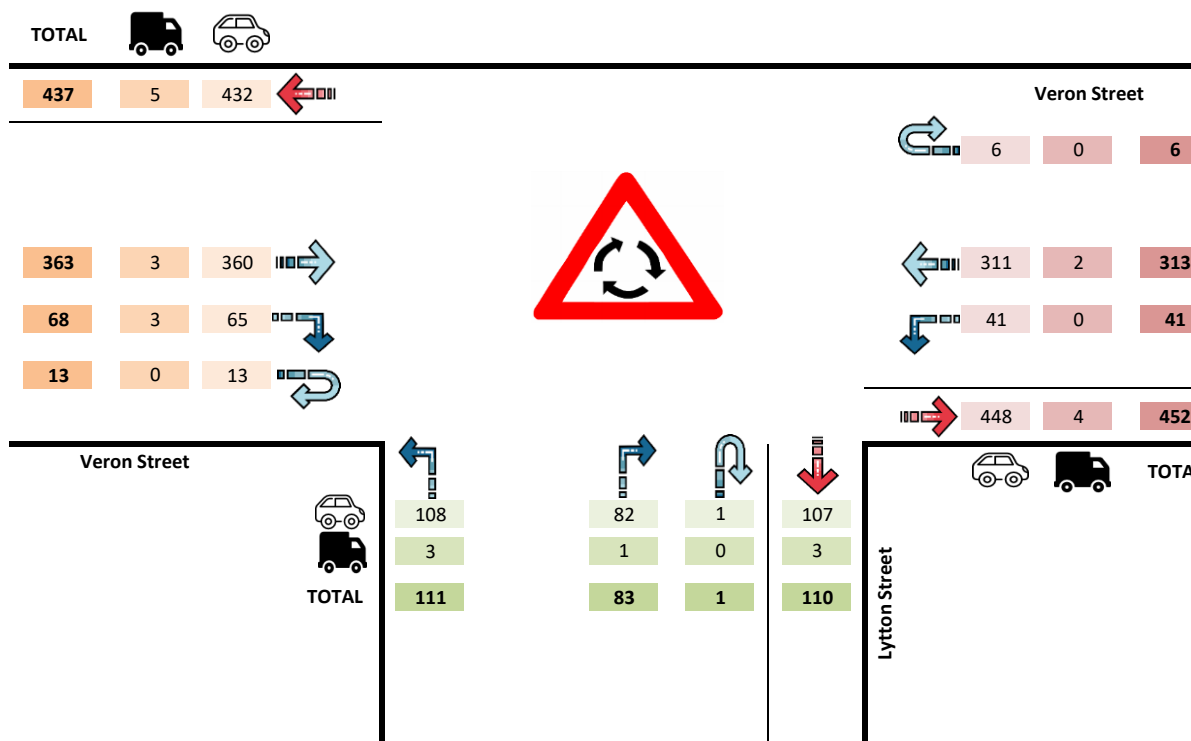 TOTAL
437 5 432
Veron Street
6 0 6
363 3 360
311 2 313
68 3 65
41 0 41
13 0 13
448 4 452
Veron Street
TOTA
108 82 1 107
3 1 0 3
TOTAL 111 83 1 110
Lytton Street